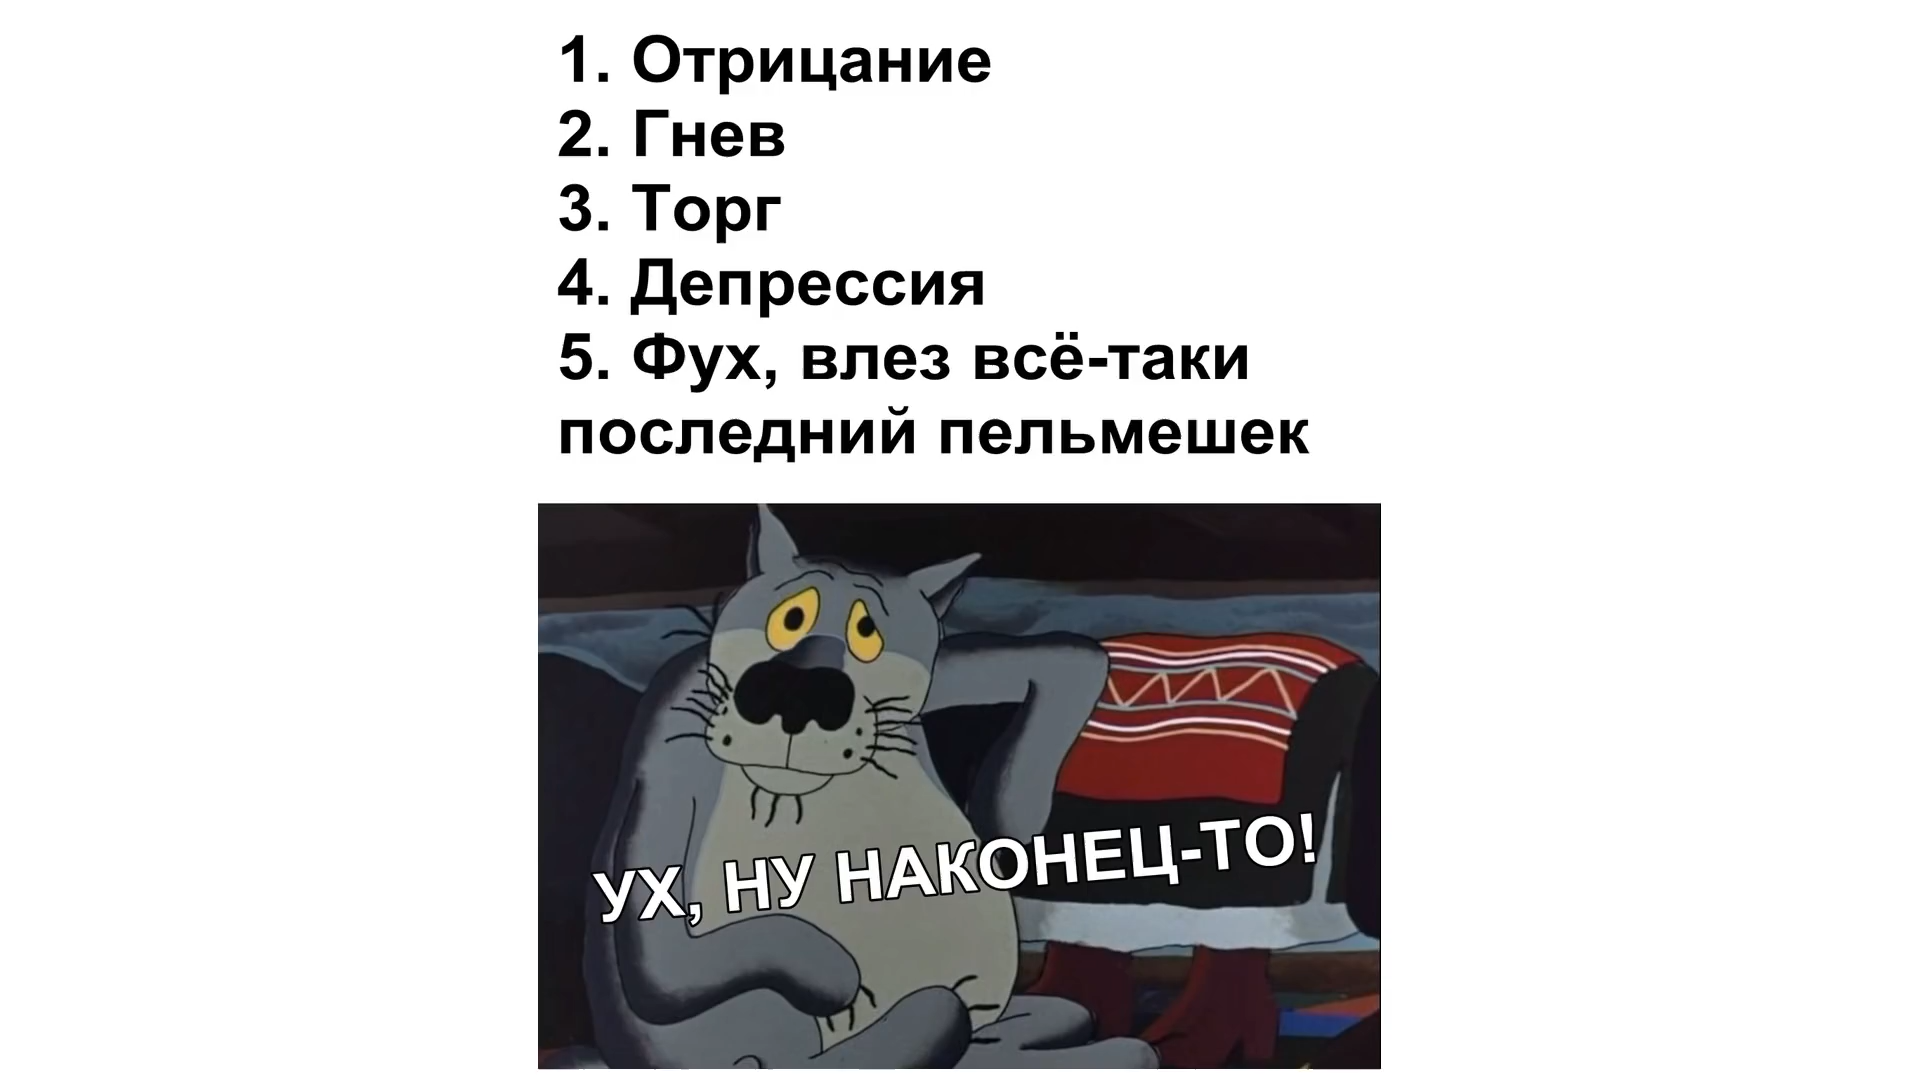 1. Отрицание
2. Гнев
3. Торг
4. Депрессия
5. Фух, влез всё-таки
последний пельмешек
УХ, НУ НАКОНЕЦ-ТО!